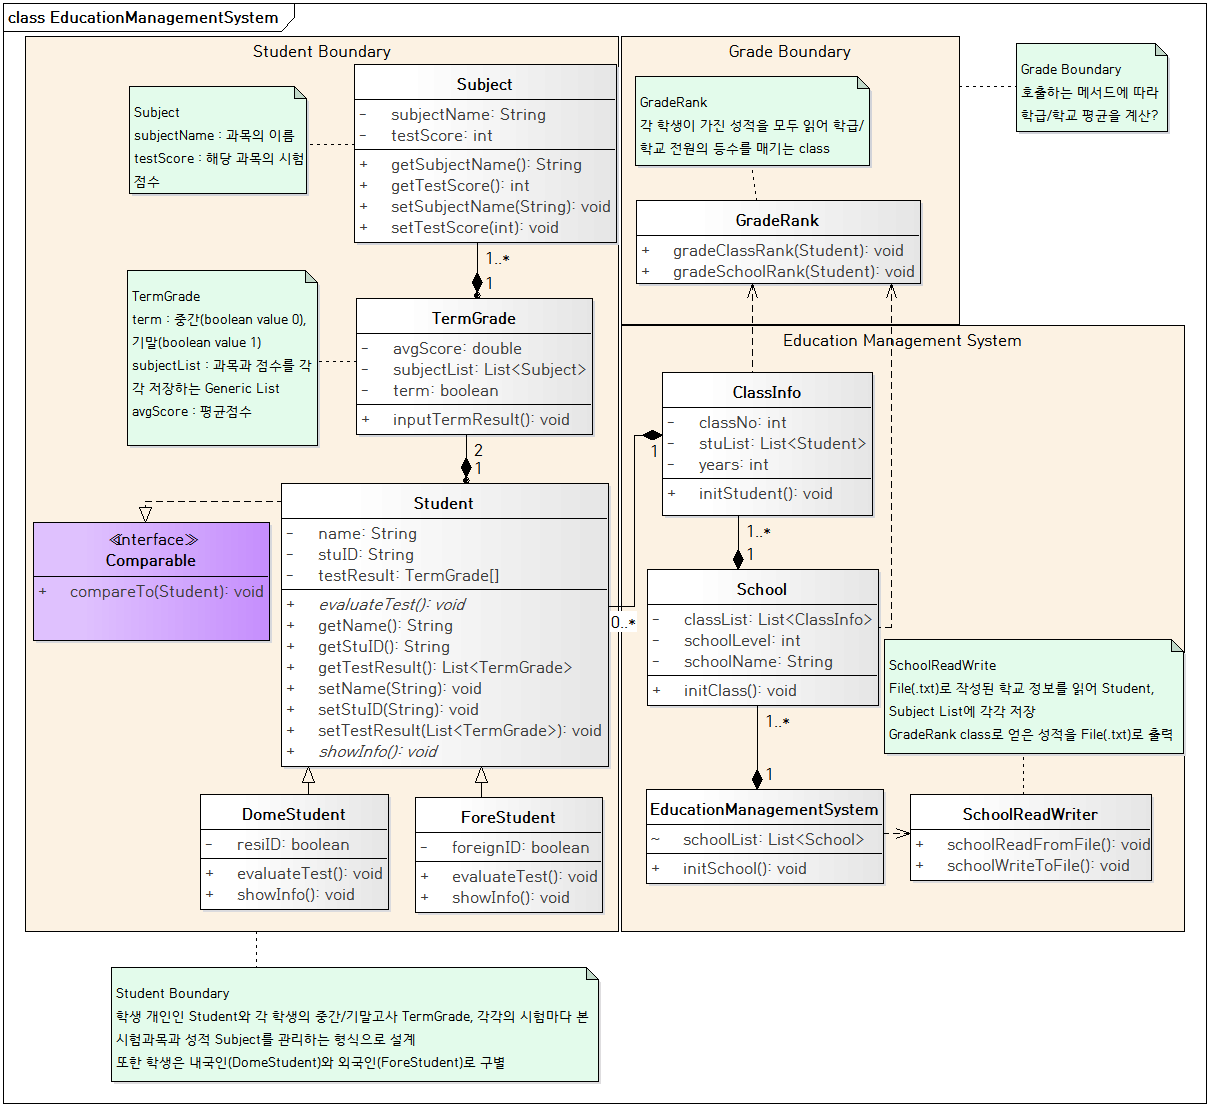 class EducationManagementSystem
Student Boundary
Subject
subjectName : 과목의 이름
testScore : 해당 과목의 시험
점수
Subject
- subjectName: String
- testScore: int
+ getSubjectName(): String
+ getTestScore(): int
+ setSubjectName(String): void
+ setTestScore(int): void
1..*
1
TermGrade
term : 중간(boolean value 0),
기말(boolean value 1)
subjectList : 과목과 점수를 각
각 저장하는 Generic List
avgScore : 평균점수
TermGrade
- avgScore: double
- subjectList: List<Subject>
- term: boolean
+ inputTermResult(): void
2
1
Student
- name: String
- stuID: String
- testResult: TermGrade[]
+ evaluateTest(): void
+ getName(): String
+ getStuID(): String
+ getTestResult(): List<TermGrade>
+ setName(String): void
+ setStuID(String): void
+ setTestResult(List<TermGrade>): void
+ showInfo(): void
≪interface≫
Comparable
+ compareTo(Student): void
DomeStudent
- resiID: boolean
+ evaluateTest(): void
+ showInfo(): void
ForeStudent
- foreignID: boolean
+ evaluateTest(): void
+ showInfo(): void
Student Boundary
학생 개인인 Student와 각 학생의 중간/기말고사 TermGrade, 각각의 시험마다 본
시험과목과 성적 Subject를 관리하는 형식으로 설계
또한 학생은 내국인(DomeStudent)와 외국인(ForeStudent)로 구별
Grade Boundary
GradeRank
각 학생이 가진 성적을 모두 읽어 학급/
학교 전원의 등수를 매기는 class
GradeRank
+ gradeClassRank(Student): void
+ gradeSchoolRank(Student): void
Grade Boundary
호출하는 메서드에 따라
학급/학교 평균을 계산?
Education Management System
ClassInfo
- classNo: int
- stuList: List<Student>
- years: int
+ initStudent(): void
1
0..*
1..*
1
School
- classList: List<ClassInfo>
- schoolLevel: int
- schoolName: String
+ initClass(): void
1..*
1
SchoolReadWrite
File(.txt)로 작성된 학교 정보를 읽어 Student,
Subject List에 각각 저장
GradeRank class로 얻은 성적을 File(.txt)로 출력
EducationManagementSystem
~ schoolList: List<School>
+ initSchool(): void
SchoolReadWriter
+ schoolReadFromFile(): void
+ schoolWriteToFile(): void